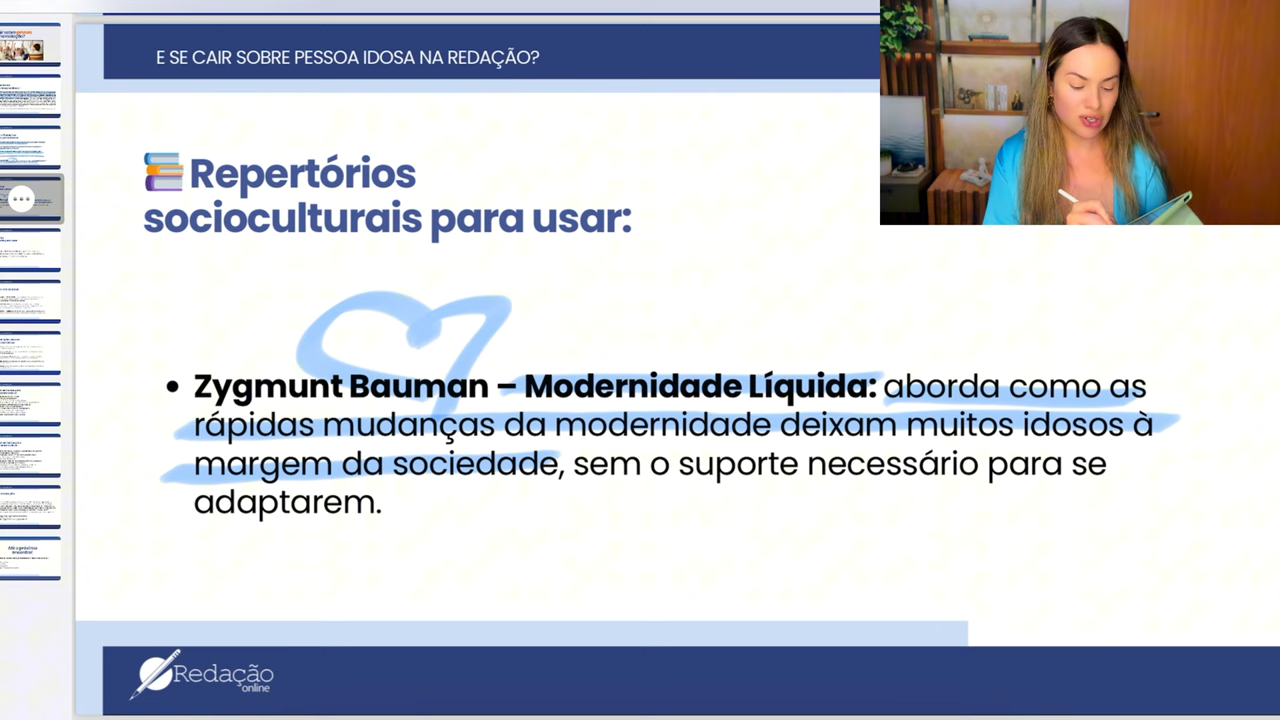 E SE CAIR SOBRE PESSOA IDOSA NA REDAÇÃO?
Repertórios
socioculturais para usar:
• Zygmunt Bauman – Modernidade Líquida: aborda como as
rápidas mudanças da modernidade deixam muitos idosos à
margem da sociedade, sem o suporte necessário para se
adaptarem.
Redação
online